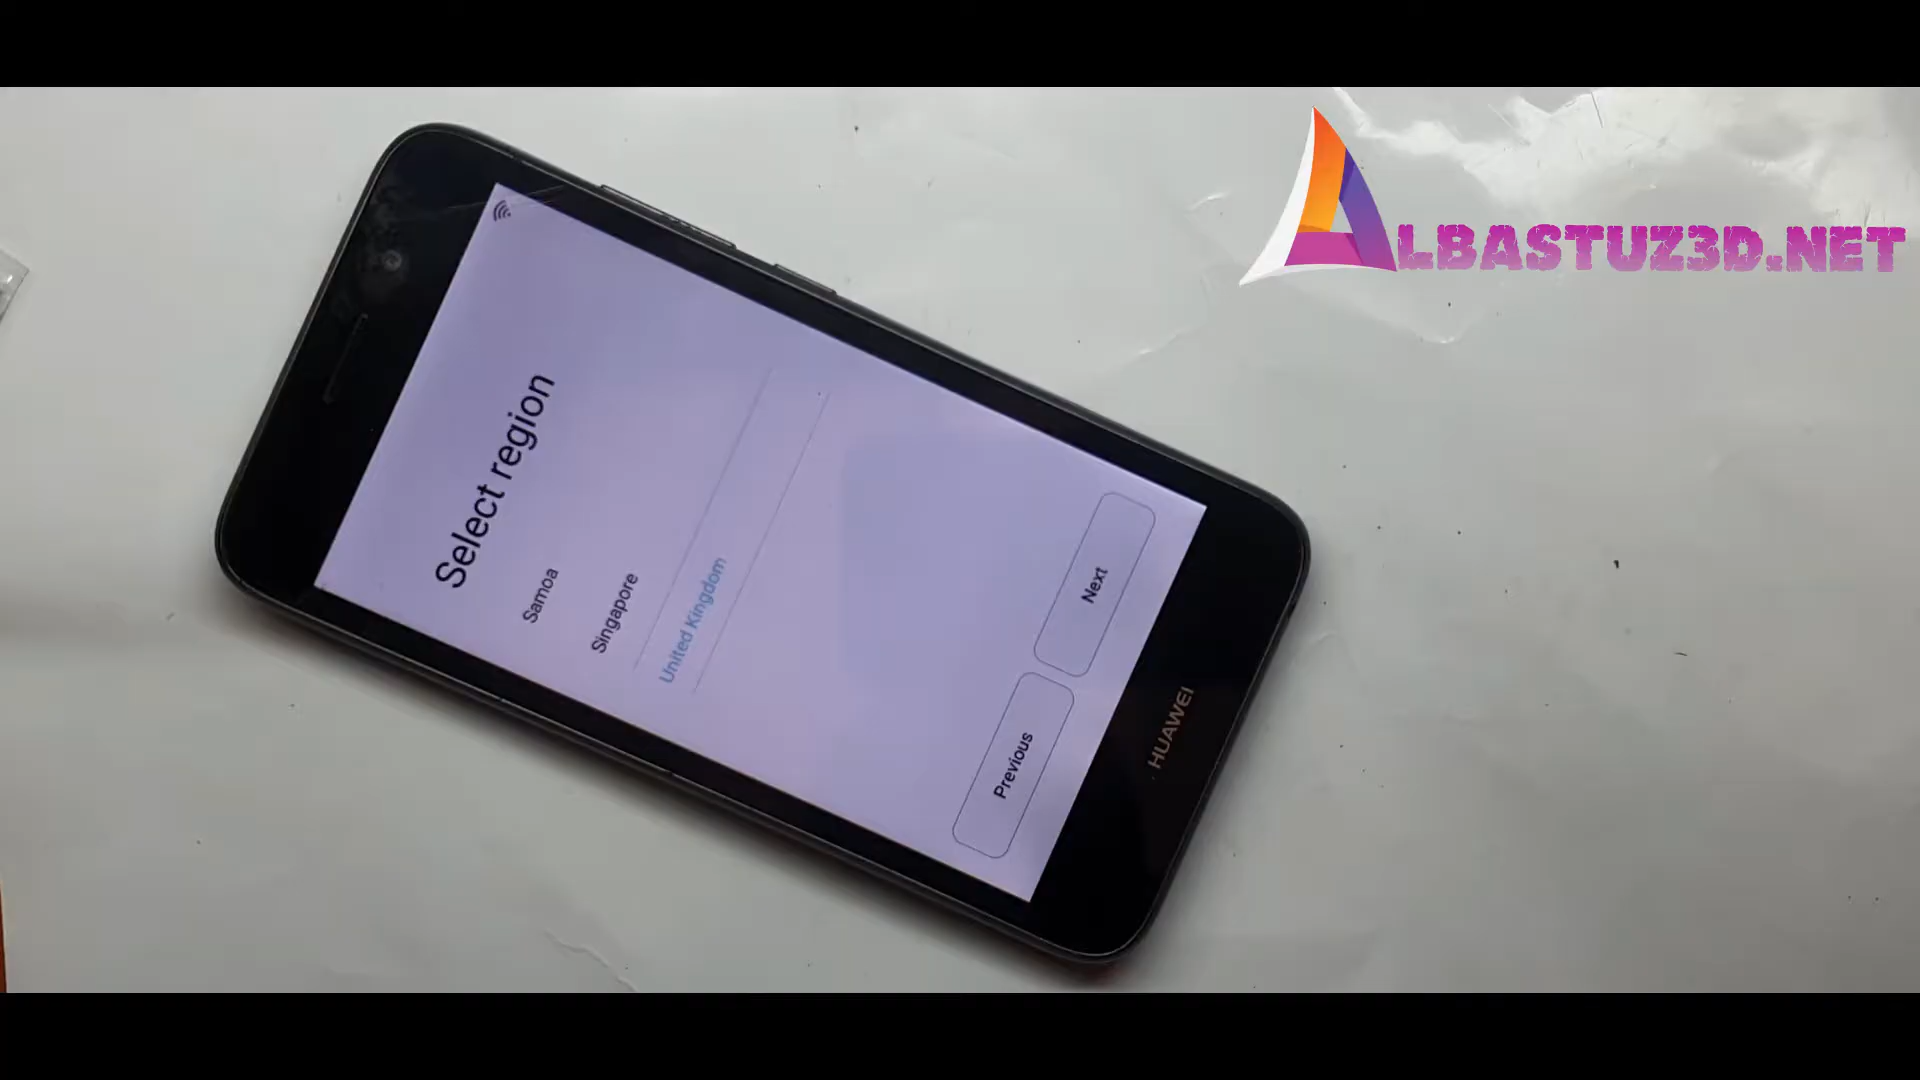 ALBASTUZ3D.NET
Select region
Samoa
Singapore
United Kingdom
Previous
Next
HUAWEI